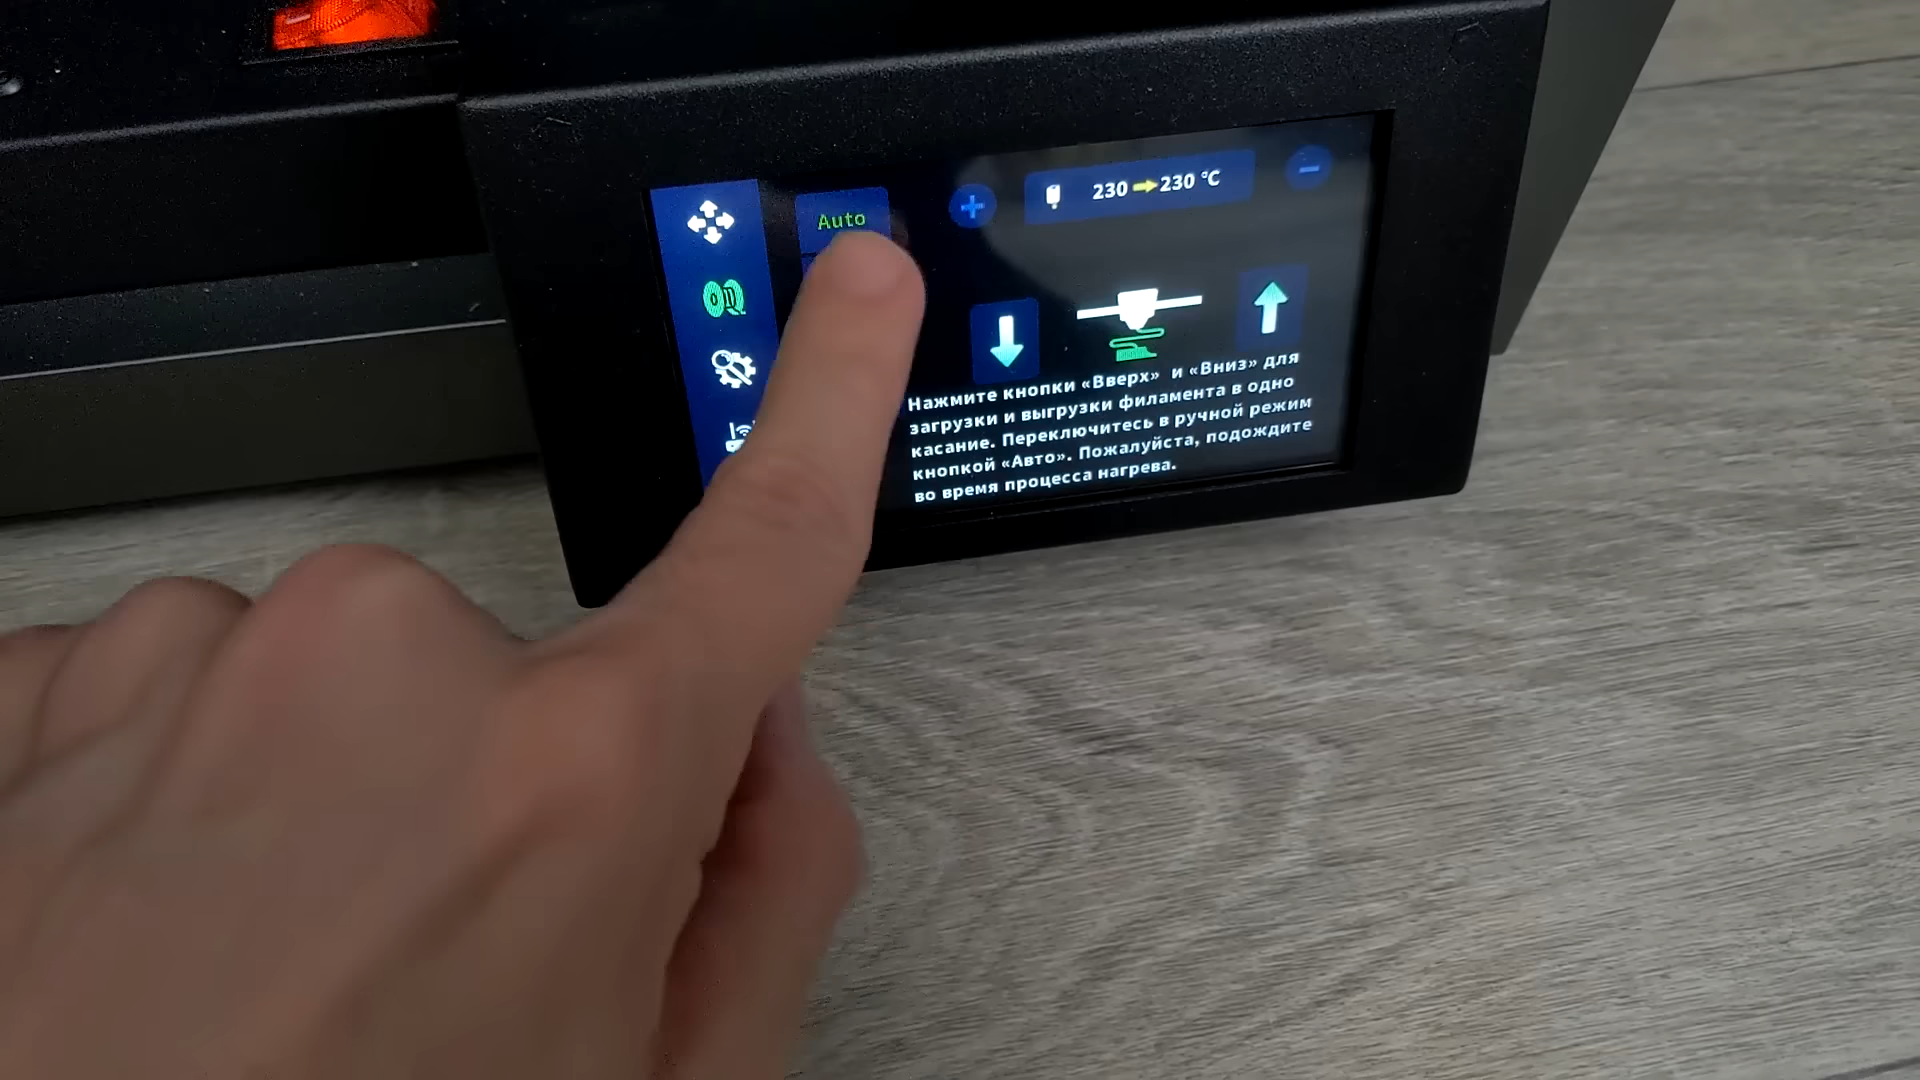 Auto
230 230 °C
Нажмите кнопки «Вверх» и «Вниз» для
загрузки и выгрузки филамента в одно
касание. Переключитесь в ручной режим
кнопкой «Авто». Пожалуйста, подождите
во время процесса нагрева.